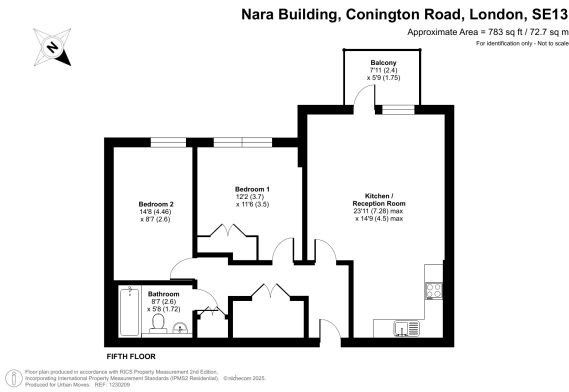 Nara Building, Conington Road, London, SE13
Approximate Area = 783 sq ft / 72.7 sq m
For identification only - Not to scale
N
Balcony
7'11 (2.4)
x 5'9 (1.75)
Bedroom 2
14'8 (4.46)
x 8'7 (2.6)
Bedroom 1
12'2 (3.7)
x 11'6 (3.5)
Kitchen /
Reception Room
23'11 (7.28) max
x 14'9 (4.5) max
Bathroom
8'7 (2.6)
x 5'8 (1.72)
FIFTH FLOOR
Floor plan produced in accordance with RICS Property Measurement 2nd Edition,
Incorporating International Property Measurement Standards (IPMS2 Residential). © nichecom 2025.
Produced for Urban Moves. REF: 1230209